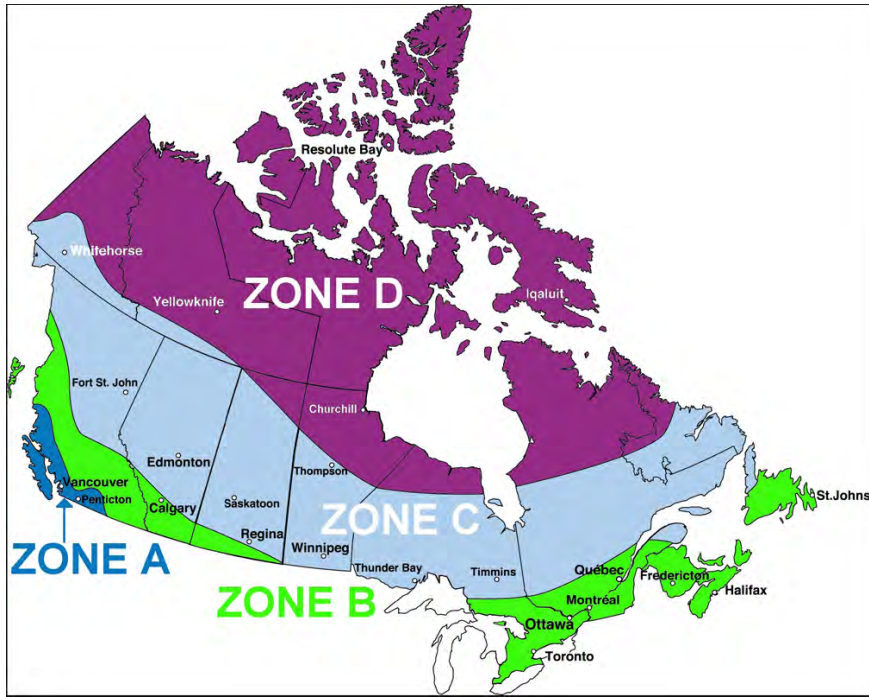 Resolute Bay
Whitehorse
Yellowknife
ZONE D
Iqaluit
Fort St. John
Churchill
Edmonton
Thompson
Vancouver
Penticton
Calgary
Saskatoon
St.Johns
ZONE C
Regina
Winnipeg
ZONE A
Thunder Bay
Timmins
Québec
Fredericton
Halifax
ZONE B
Montréal
Ottawa
Toronto